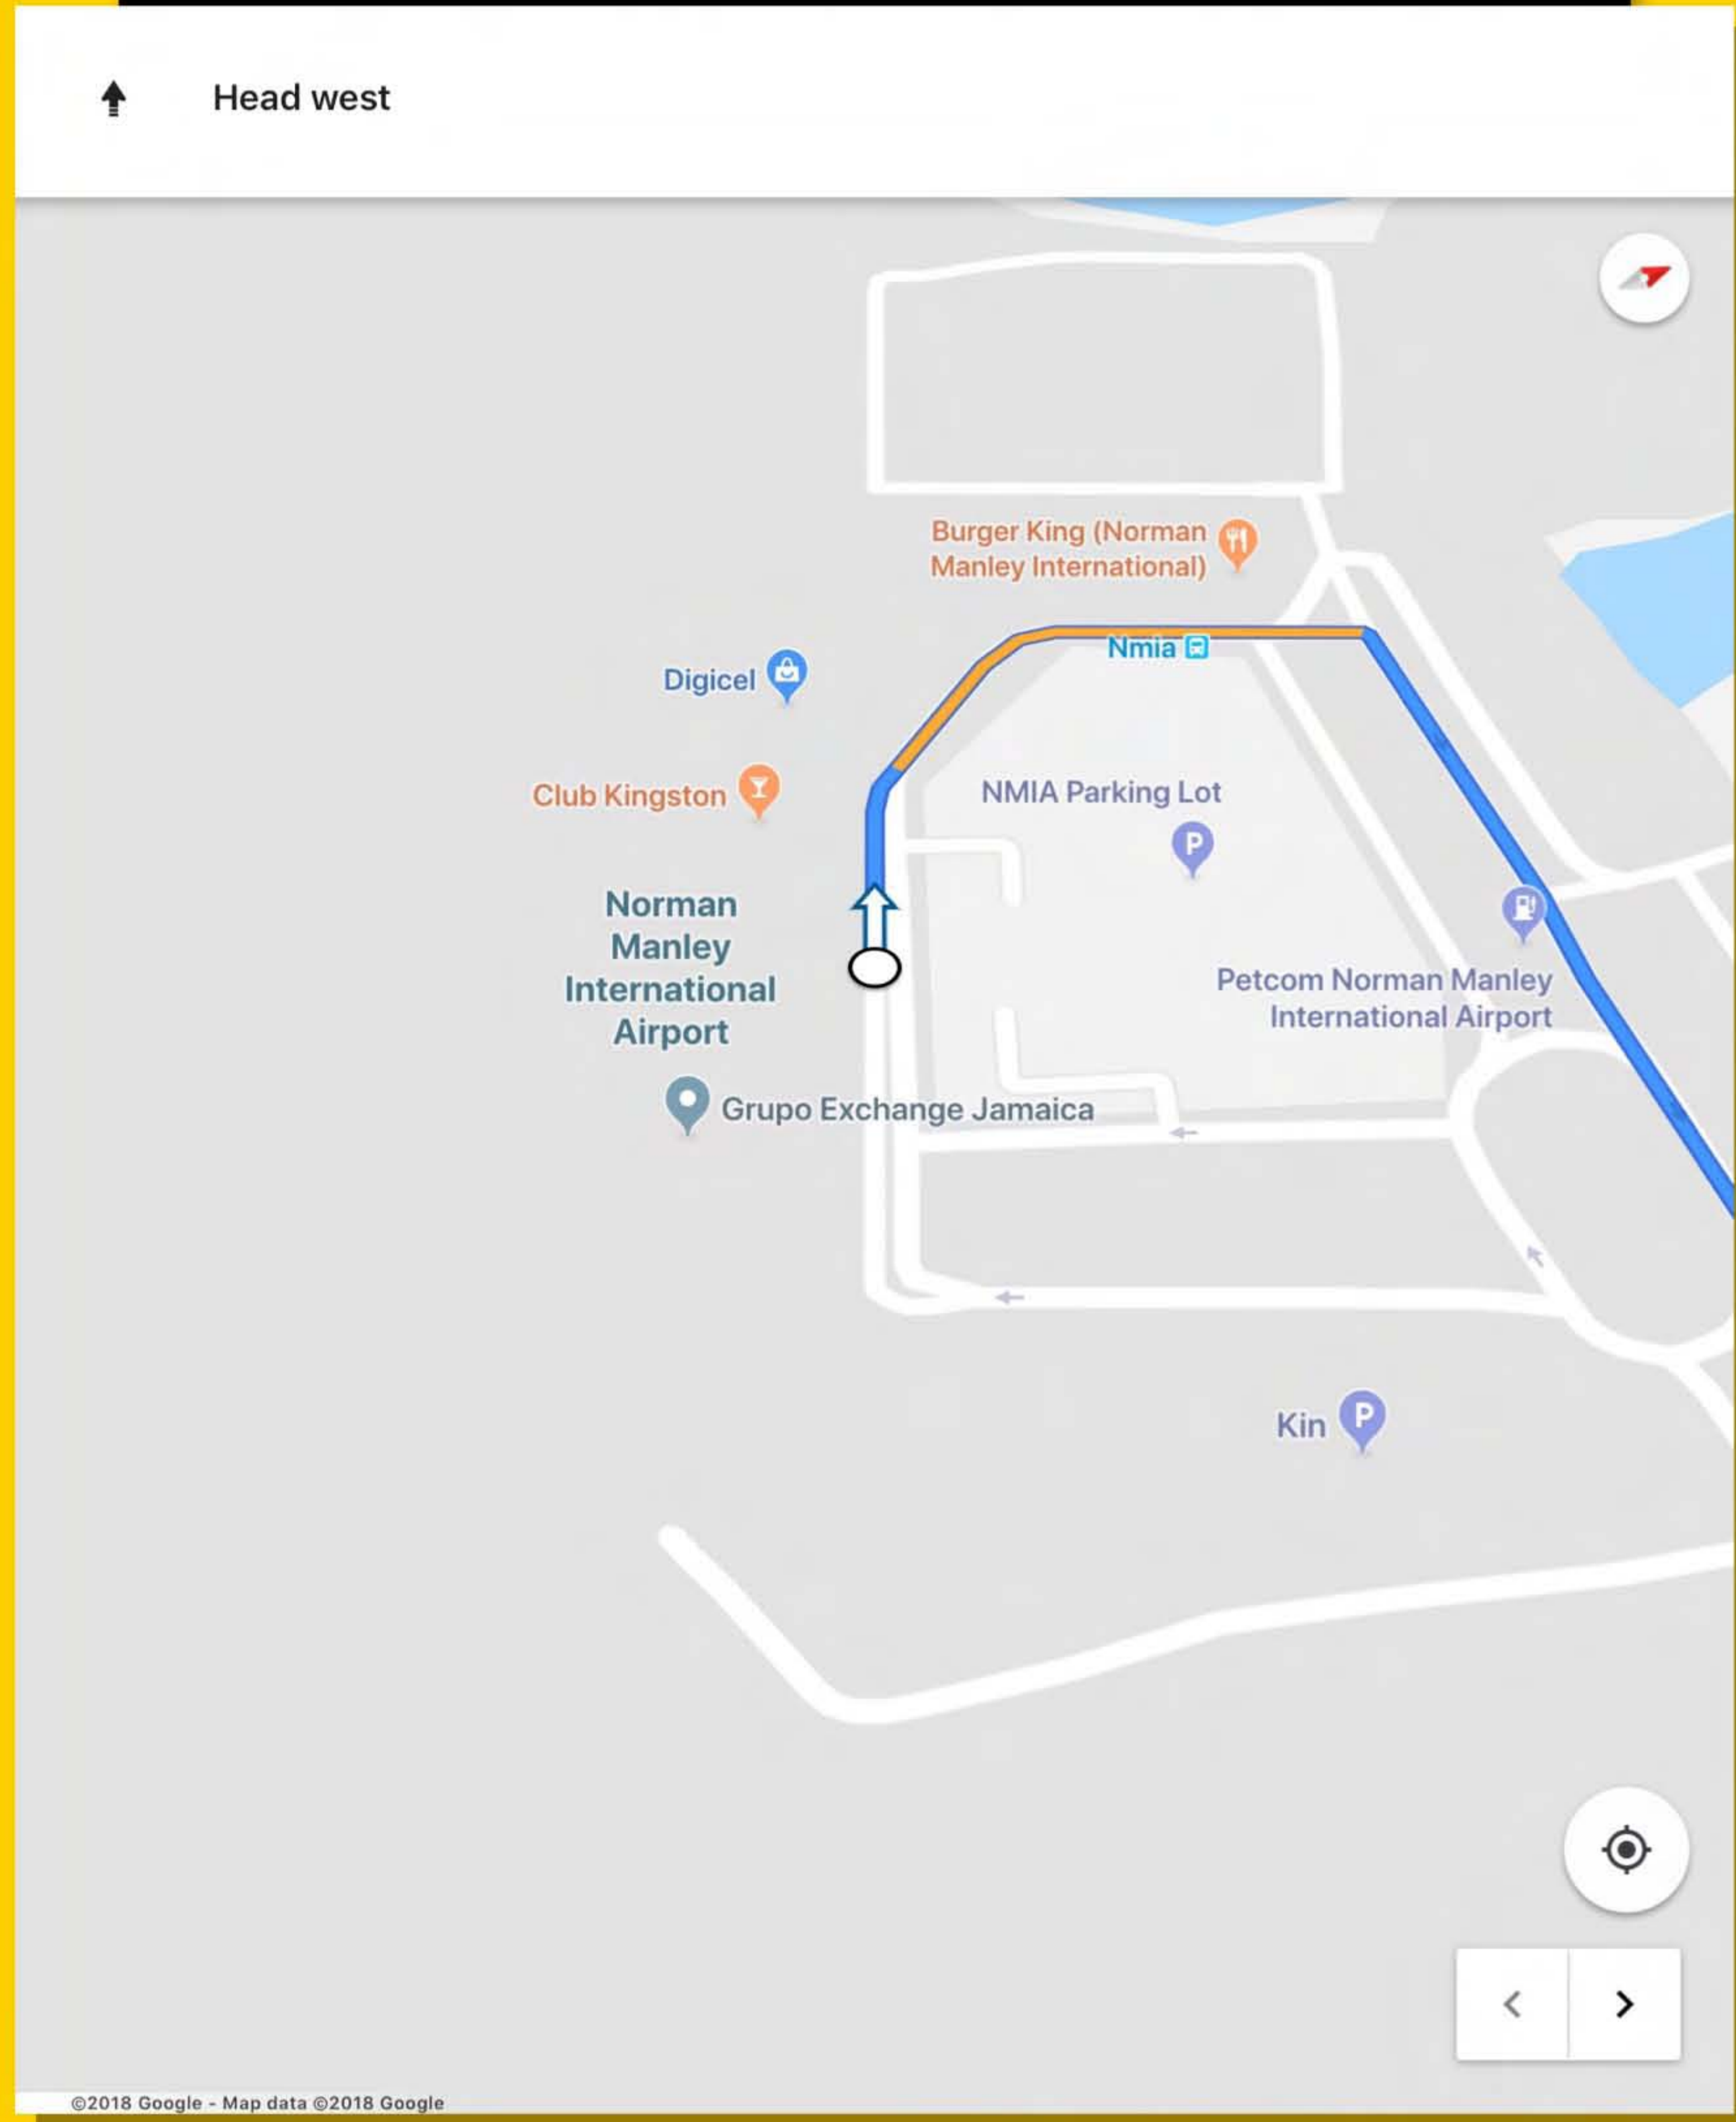 Head west
Burger King (Norman
Manley International)
Nmia
Digicel
Club Kingston
NMIA Parking Lot
P
Norman
Manley
International
Airport
Petcom Norman Manley
International Airport
Grupo Exchange Jamaica
Kin
P
©2018 Google - Map data ©2018 Google